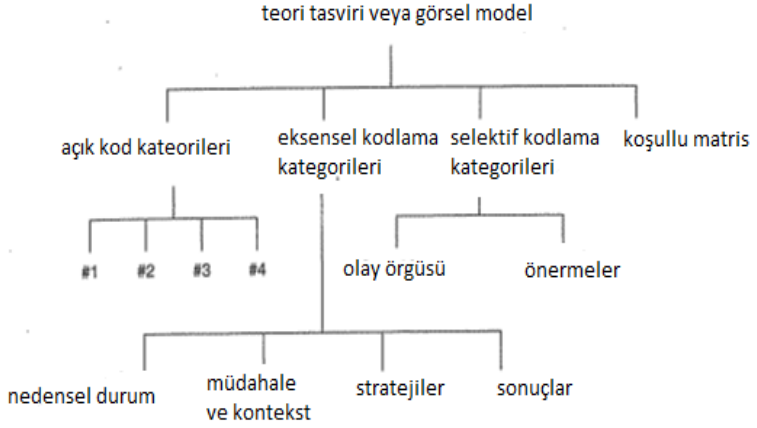 teori tasviri veya görsel model
açık kod kateorileri
eksensel kodlama
kategorileri
selektif kodlama
kategorileri
koşullu matris
#1 #2 #3 #4
olay örgüsü
önermeler
nedensel durum
müdahale
ve kontekst
stratejiler
sonuçlar